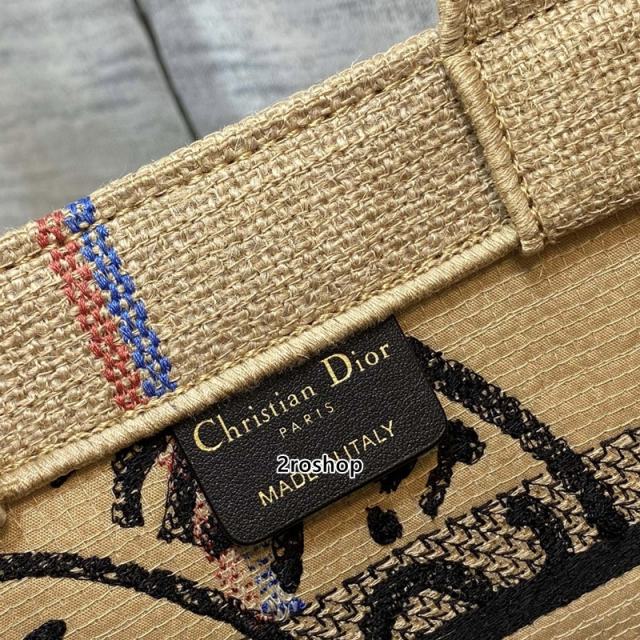 Christian Dior
PARIS
2roshop
MADE IN ITALY